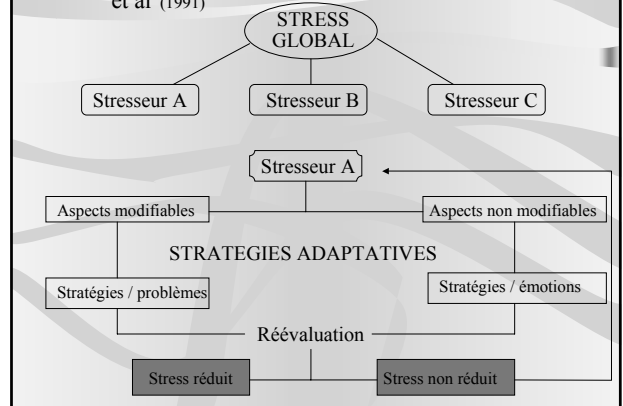 et al (1991)
STRESS
GLOBAL
Stresseur A
Stresseur B
Stresseur C
Stresseur A
Aspects modifiables
Aspects non modifiables
STRATEGIES ADAPTATIVES
Stratégies / problèmes
Stratégies / émotions
Réévaluation
Stress réduit
Stress non réduit